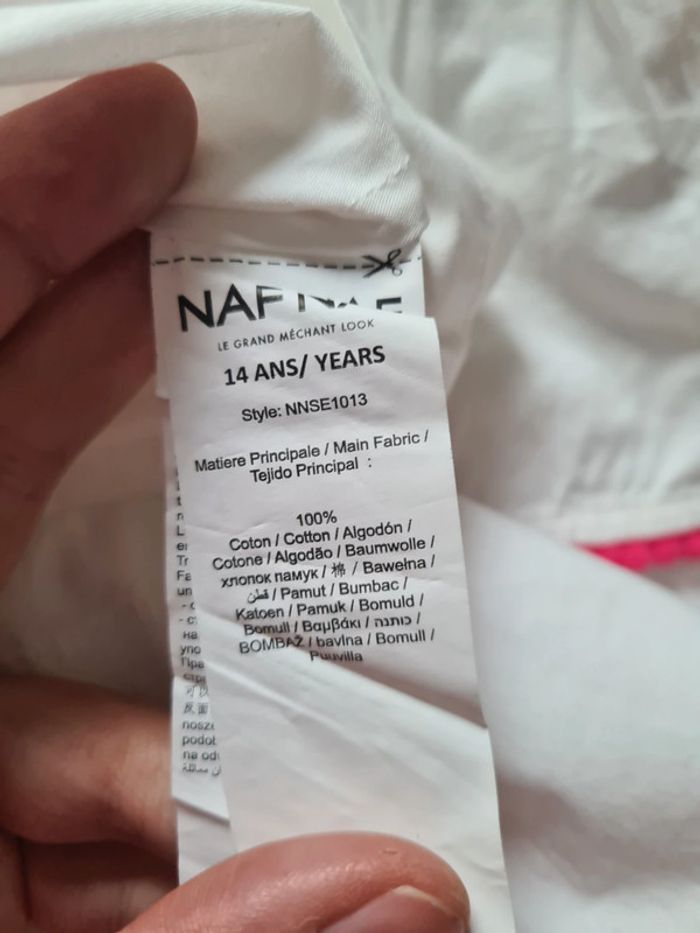 LE GRAND MÉCHANT LOOK
14 ANS/ YEARS
Style: NNSE1013
Matiere Principale / Main Fabric /
Tejido Principal :
100%
Coton / Cotton / Algodón /
Cotone / Algodão / Baumwolle /
хлопок памук / 棉 / Bawełna /
قطن / Pamut / Bumbac /
Katoen / Pamuk / Bomuld /
Bomull / Βαμβάκι / כותנה /
BOMBAŽ / bavlna / Bomull /
Puuvilla